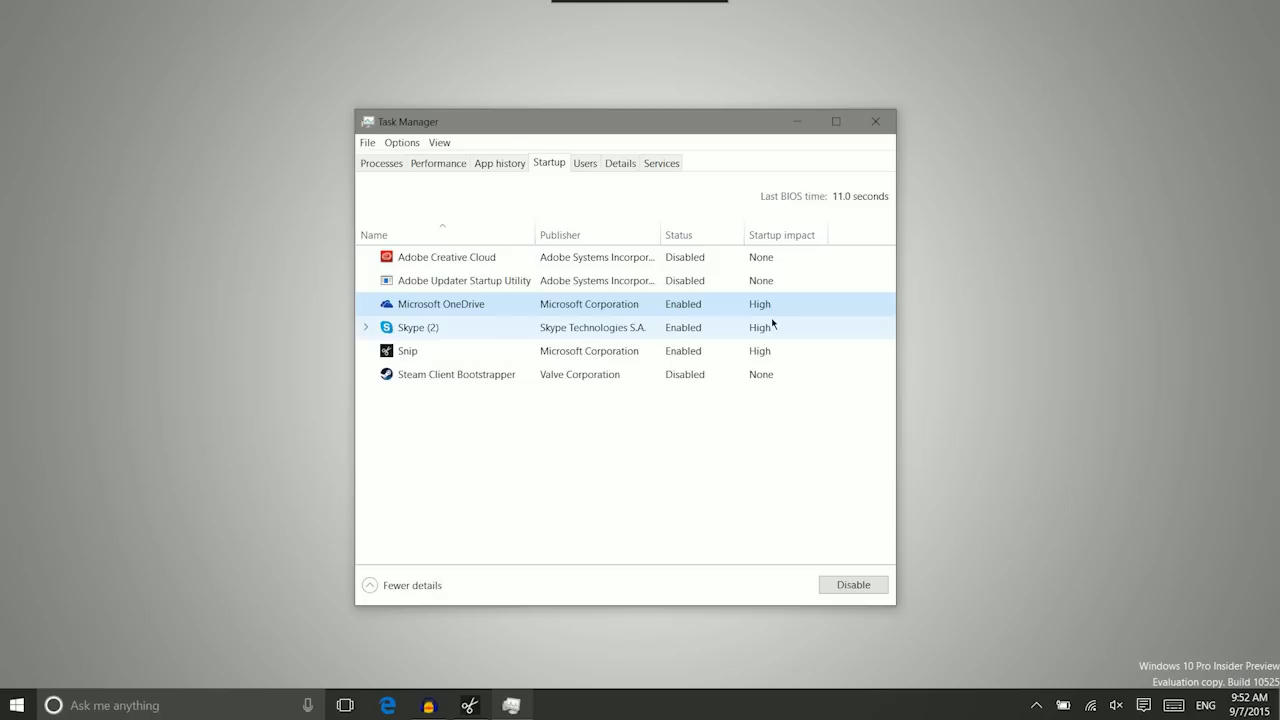 Task Manager
File Options View
Processes Performance App history Startup Users Details Services
Last BIOS time: 11.0 seconds
Name Publisher Status Startup impact
Adobe Creative Cloud Adobe Systems Incorpor... Disabled None
Adobe Updater Startup Utility Adobe Systems Incorpor... Disabled None
Microsoft OneDrive Microsoft Corporation Enabled High
Skype (2) Skype Technologies S.A. Enabled High
Snip Microsoft Corporation Enabled High
Steam Client Bootstrapper Valve Corporation Disabled None
Fewer details Disable
Windows 10 Pro Insider Preview
Evaluation copy. Build 10525
Ask me anything ENG 9:52 AM
9/7/2015